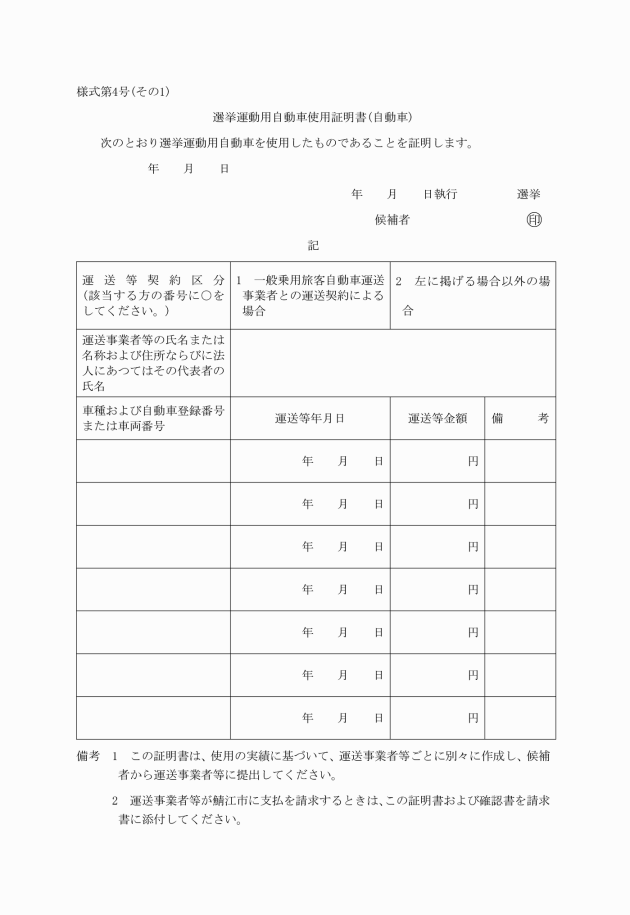 様式第4号(その1)
選挙運動用自動車使用証明書(自動車)
次のとおり選挙運動用自動車を使用したものであることを証明します。
年　　月　　日
年　　月　　日執行　　　　　選挙
候補者　　　　　　　　　　㊞
記
運送等契約区分
(該当する方の番号に○を
してください。)
1　一般乗用旅客自動車運送
事業者との運送契約による
場合
2　左に掲げる場合以外の場
合
運送事業者等の氏名または
名称および住所ならびに法
人にあつてはその代表者の
氏名
車種および自動車登録番号
または車両番号
運送等年月日
運送等金額
備　　　考
年　　月　　日　　円
年　　月　　日　　円
年　　月　　日　　円
年　　月　　日　　円
年　　月　　日　　円
年　　月　　日　　円
年　　月　　日　　円
備考　1　この証明書は、使用の実績に基づいて、運送事業者等ごとに別々に作成し、候補
者から運送事業者等に提出してください。
2　運送事業者等が鯖江市に支払を請求するときは、この証明書および確認書を請求
書に添付してください。